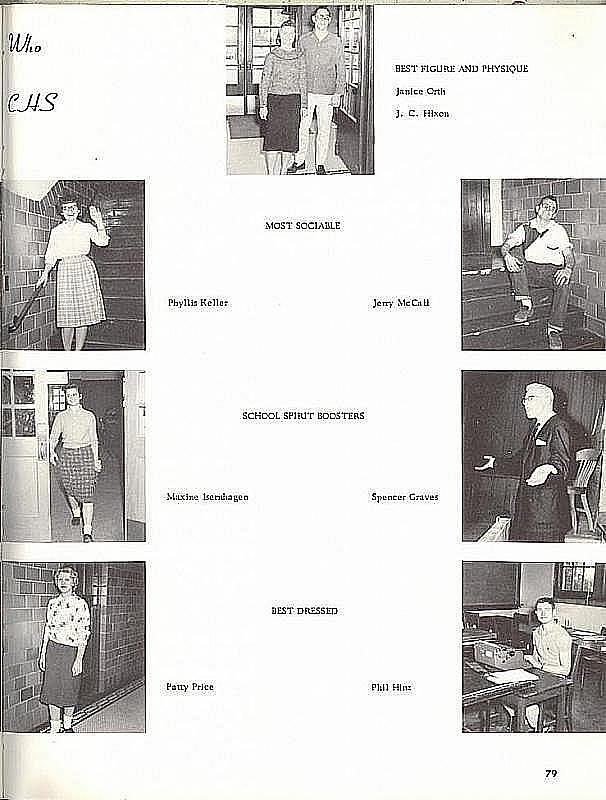 Who
CHS
BEST FIGURE AND PHYSIQUE
Janice Orth
J. C. Hixon
MOST SOCIABLE
Phyllis Keller
Jerry McCall
SCHOOL SPIRIT BOOSTERS
Maxine Isenhagen
Spencer Graves
BEST DRESSED
Patty Price
Phil Hinz
79